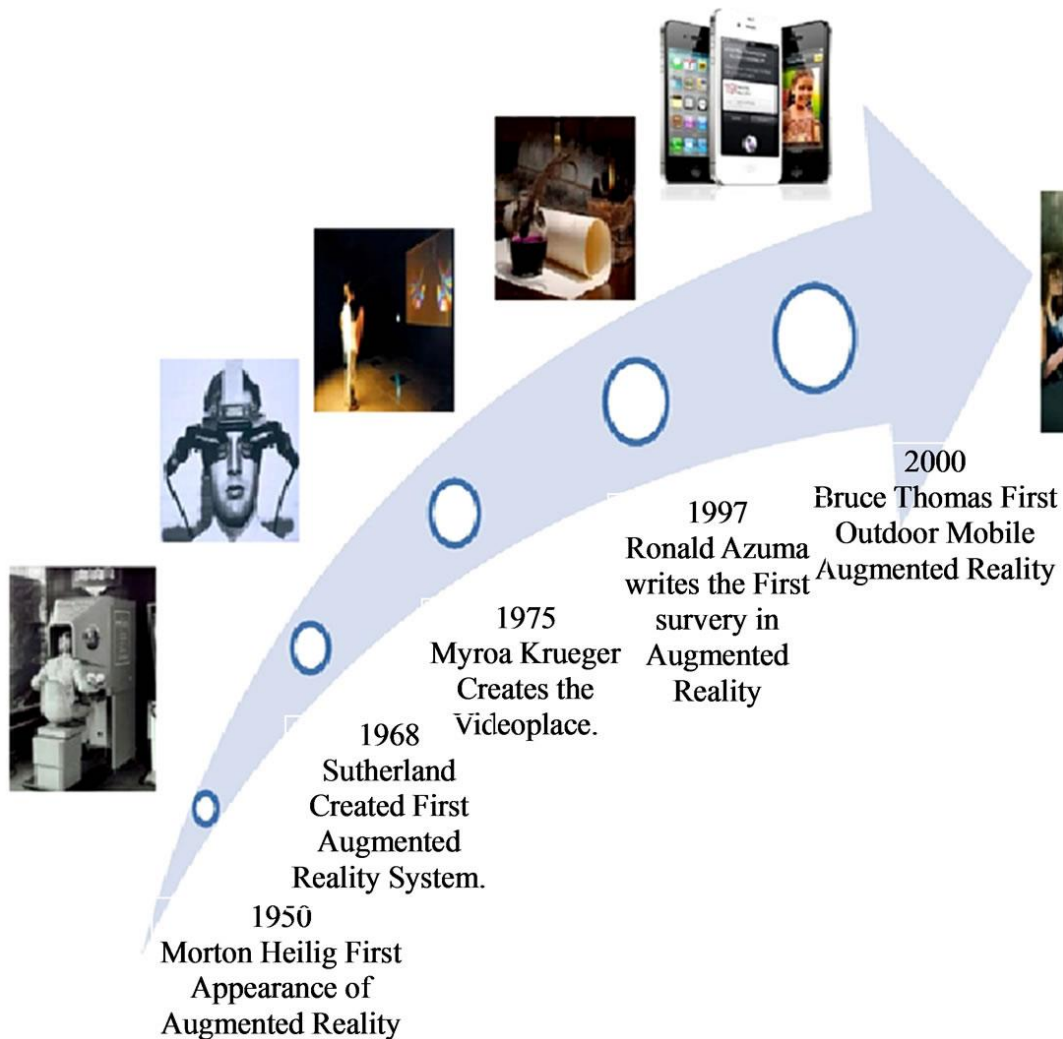 1950
Morton Heilig First
Appearance of
Augmented Reality
1968
Sutherland
Created First
Augmented
Reality System.
1975
Myroa Krueger
Creates the
Videoplace.
1997
Ronald Azuma
writes the First
survery in
Augmented
Reality
2000
Bruce Thomas First
Outdoor Mobile
Augmented Reality